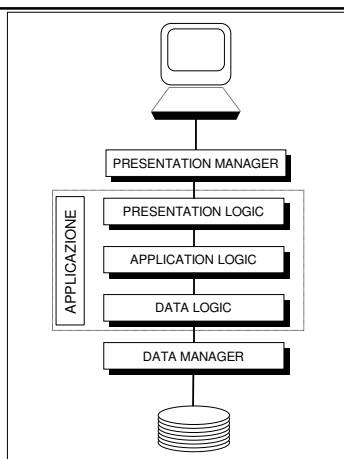 PRESENTATION MANAGER
APPLICAZIONE
PRESENTATION LOGIC
APPLICATION LOGIC
DATA LOGIC
DATA MANAGER